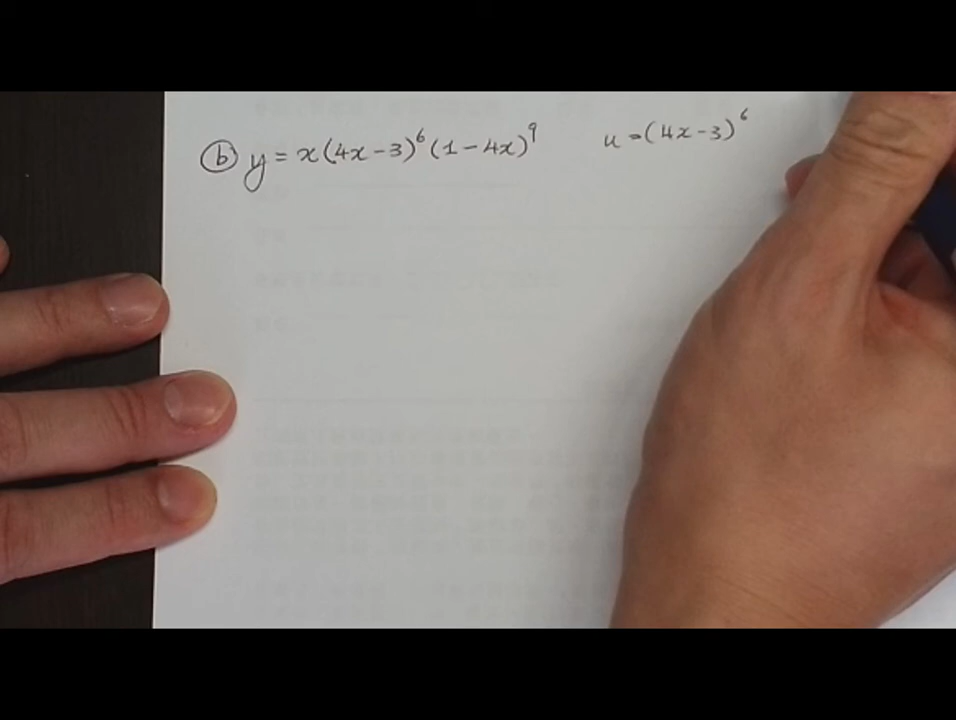 (b) y = x(4x-3)⁶(1-4x)⁹
u = (4x-3)⁶